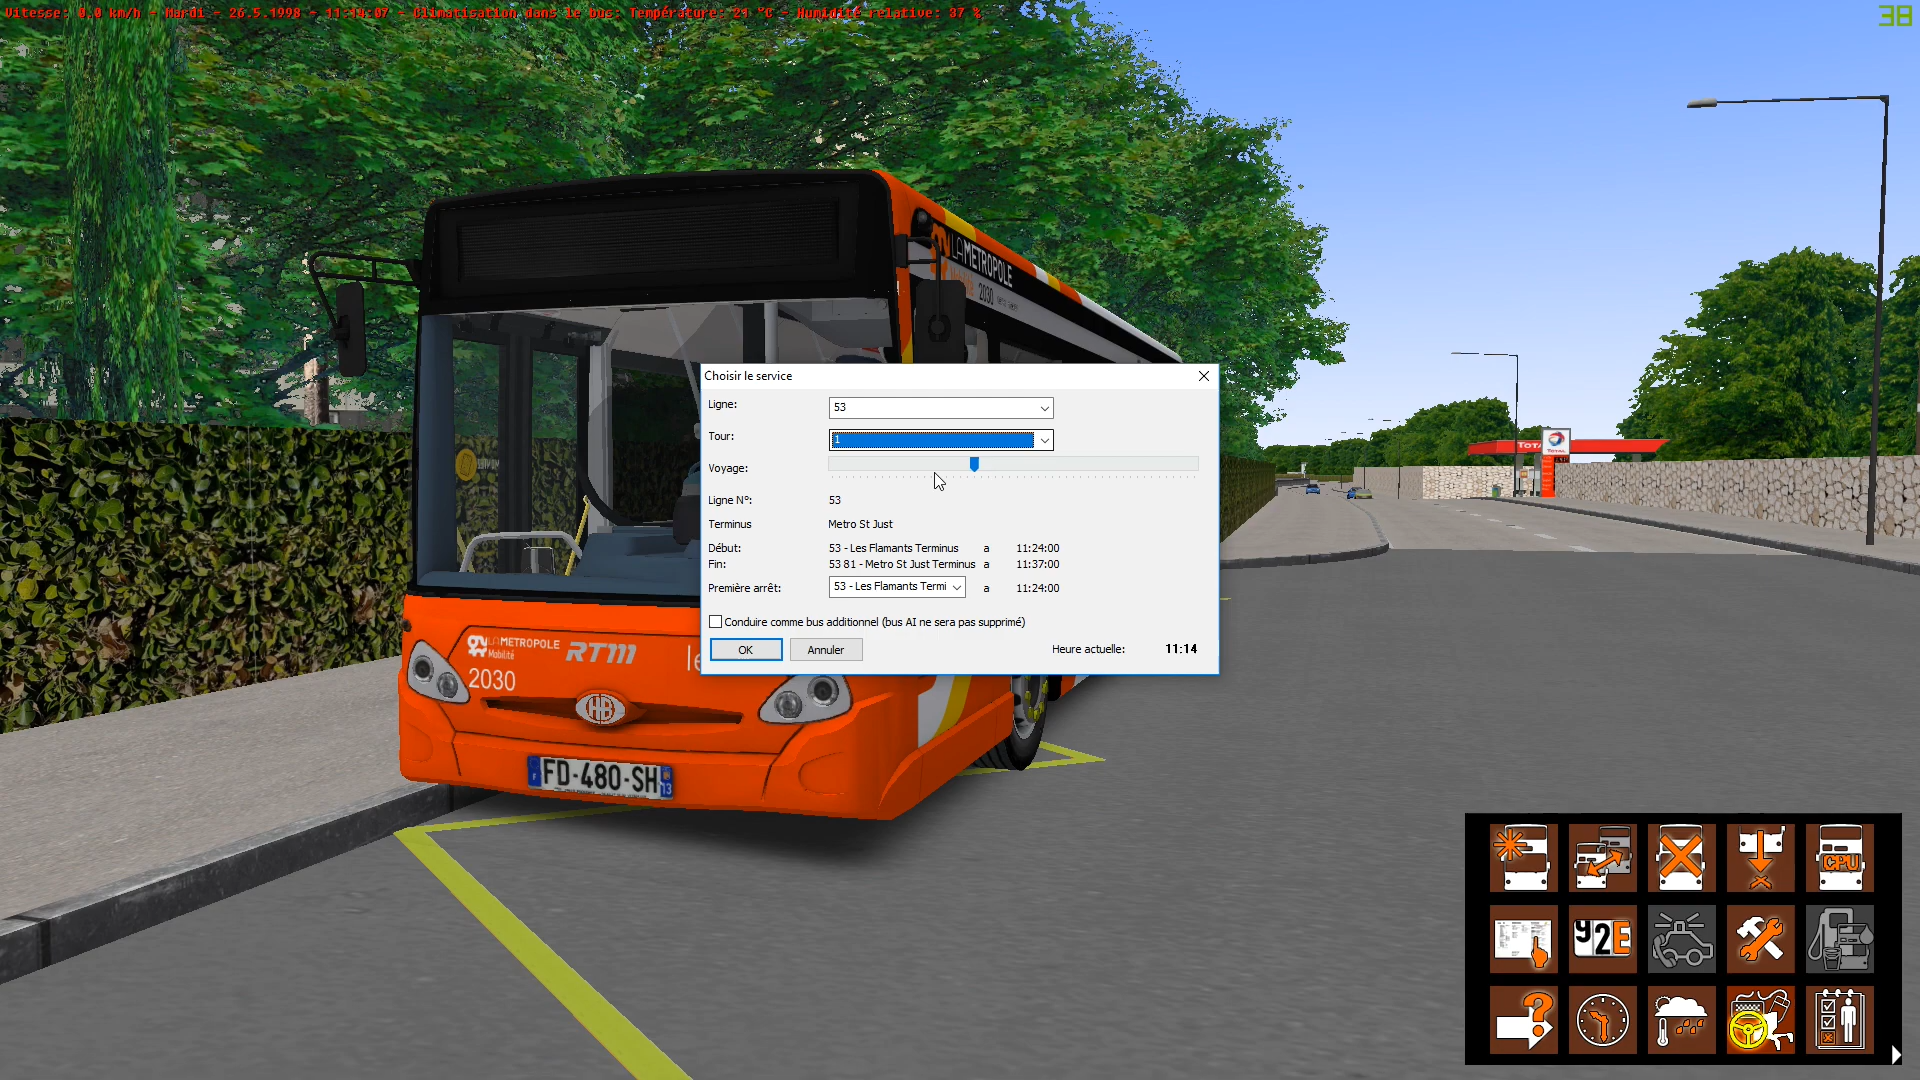 Vitesse: 0.0 km/h - Mardi - 26.5.1998 - 11:14:07 - Climatisation dans le bus: Température: 21 °C - Humidité relative: 37 %
38
LA METROPOLE
2030
Choisir le service
Ligne: 53
Tour: 1
Voyage:
Ligne N°: 53
Terminus Metro St Just
Début: 53 - Les Flamants Terminus a 11:24:00
Fin: 53 81 - Metro St Just Terminus a 11:37:00
Première arrêt: 53 - Les Flamants Termi a 11:24:00
Conduire comme bus additionnel (bus AI ne sera pas supprimé)
OK Annuler Heure actuelle: 11:14
TOTAL
LA METROPOLE
Mobilité
RTM
2030
HB
F FD-480-SH 13
CPU
92E